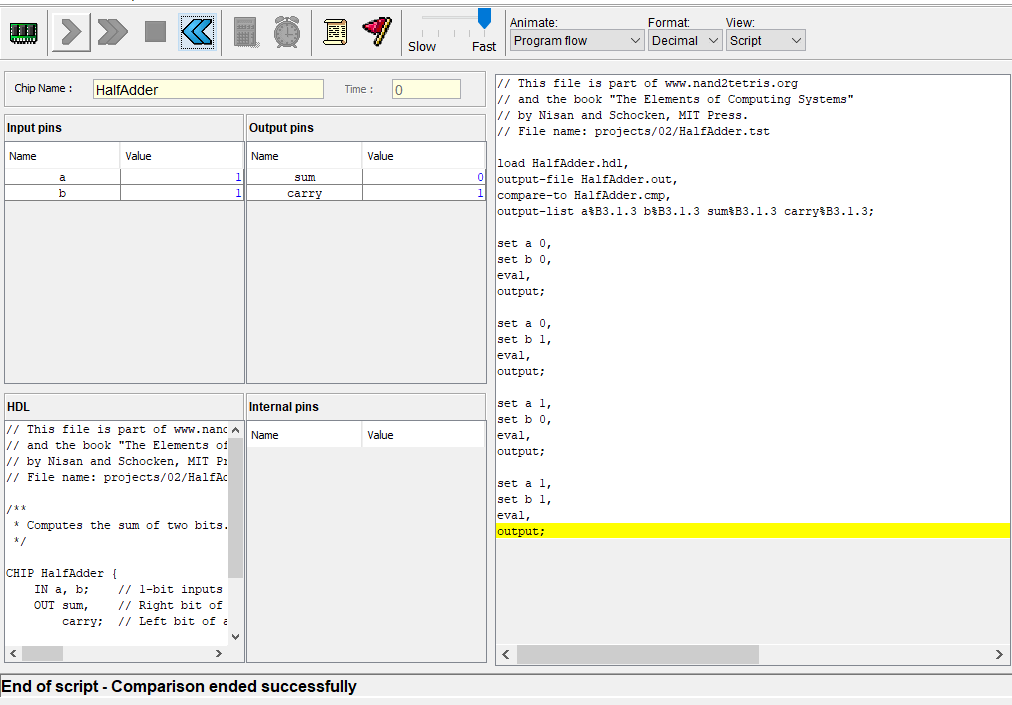 Slow Fast
Animate: Format: View:
Program flow Decimal Script
Chip Name : HalfAdder Time : 0
Input pins
Name Value
a 1
b 1
Output pins
Name Value
sum 0
carry 1
HDL
// This file is part of www.nand
// and the book "The Elements of
// by Nisan and Schocken, MIT Pr
// File name: projects/02/HalfAd
/**
* Computes the sum of two bits.
*/
CHIP HalfAdder {
IN a, b; // 1-bit inputs
OUT sum, // Right bit of
carry; // Left bit of a
Internal pins
Name Value
// This file is part of www.nand2tetris.org
// and the book "The Elements of Computing Systems"
// by Nisan and Schocken, MIT Press.
// File name: projects/02/HalfAdder.tst
load HalfAdder.hdl,
output-file HalfAdder.out,
compare-to HalfAdder.cmp,
output-list a%B3.1.3 b%B3.1.3 sum%B3.1.3 carry%B3.1.3;
set a 0,
set b 0,
eval,
output;
set a 0,
set b 1,
eval,
output;
set a 1,
set b 0,
eval,
output;
set a 1,
set b 1,
eval,
output;
End of script - Comparison ended successfully